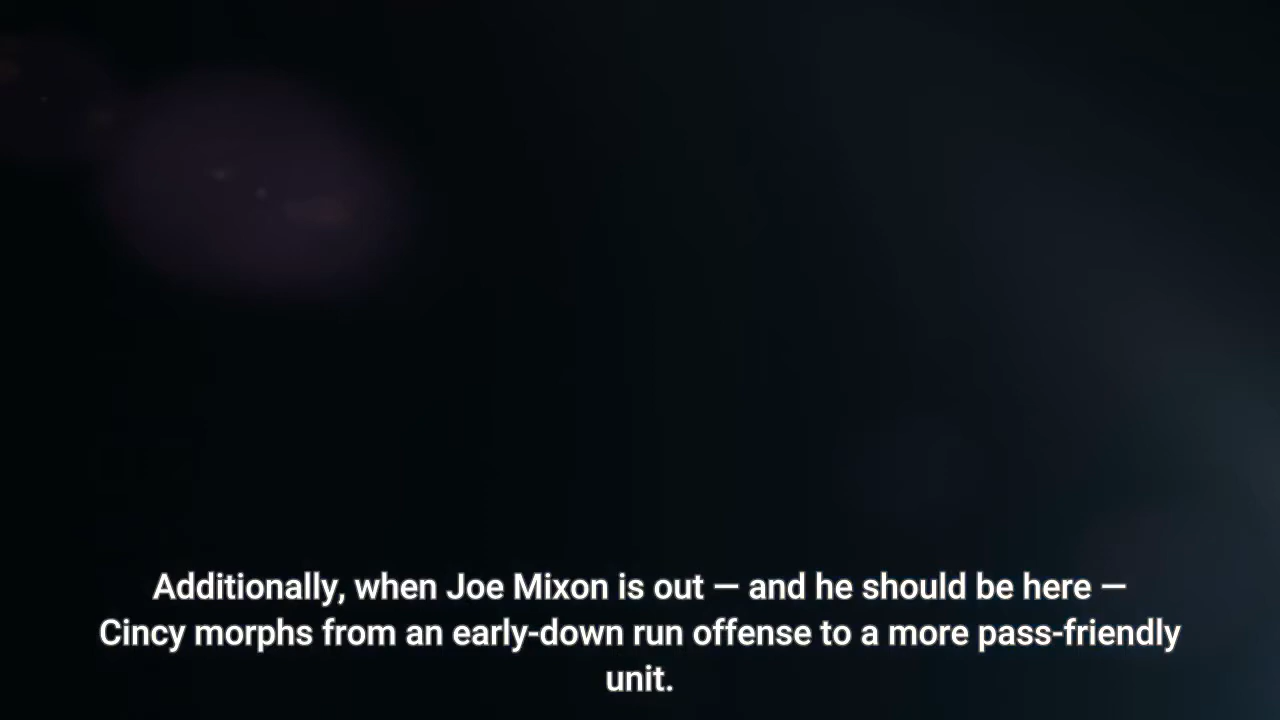 Additionally, when Joe Mixon is out — and he should be here —
Cincy morphs from an early-down run offense to a more pass-friendly
unit.